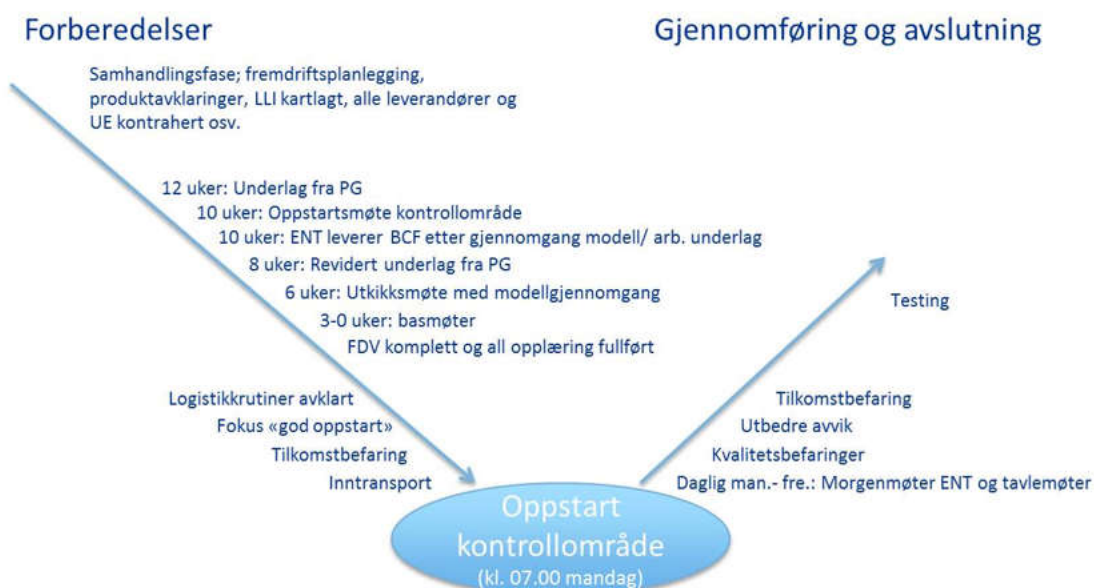 Forberedelser
Gjennomføring og avslutning
Samhandlingsfase; fremdriftsplanlegging,
produktavklaringer, LLI kartlagt, alle leverandører og
UE kontrahert osv.
12 uker: Underlag fra PG
10 uker: Oppstartsmøte kontrollområde
10 uker: ENT leverer BCF etter gjennomgang modell/ arb. underlag
8 uker: Revidert underlag fra PG
6 uker: Utkikksmøte med modellgjennomgang
3-0 uker: basmøter
FDV komplett og all opplæring fullført
Logistikkrutiner avklart
Fokus «god oppstart»
Tilkomstbefaring
Inntransport
Oppstart
kontrollområde
(kl. 07.00 mandag)
Testing
Tilkomstbefaring
Utbedre avvik
Kvalitetsbefaringer
Daglig man.- fre.: Morgenmøter ENT og tavlemøter